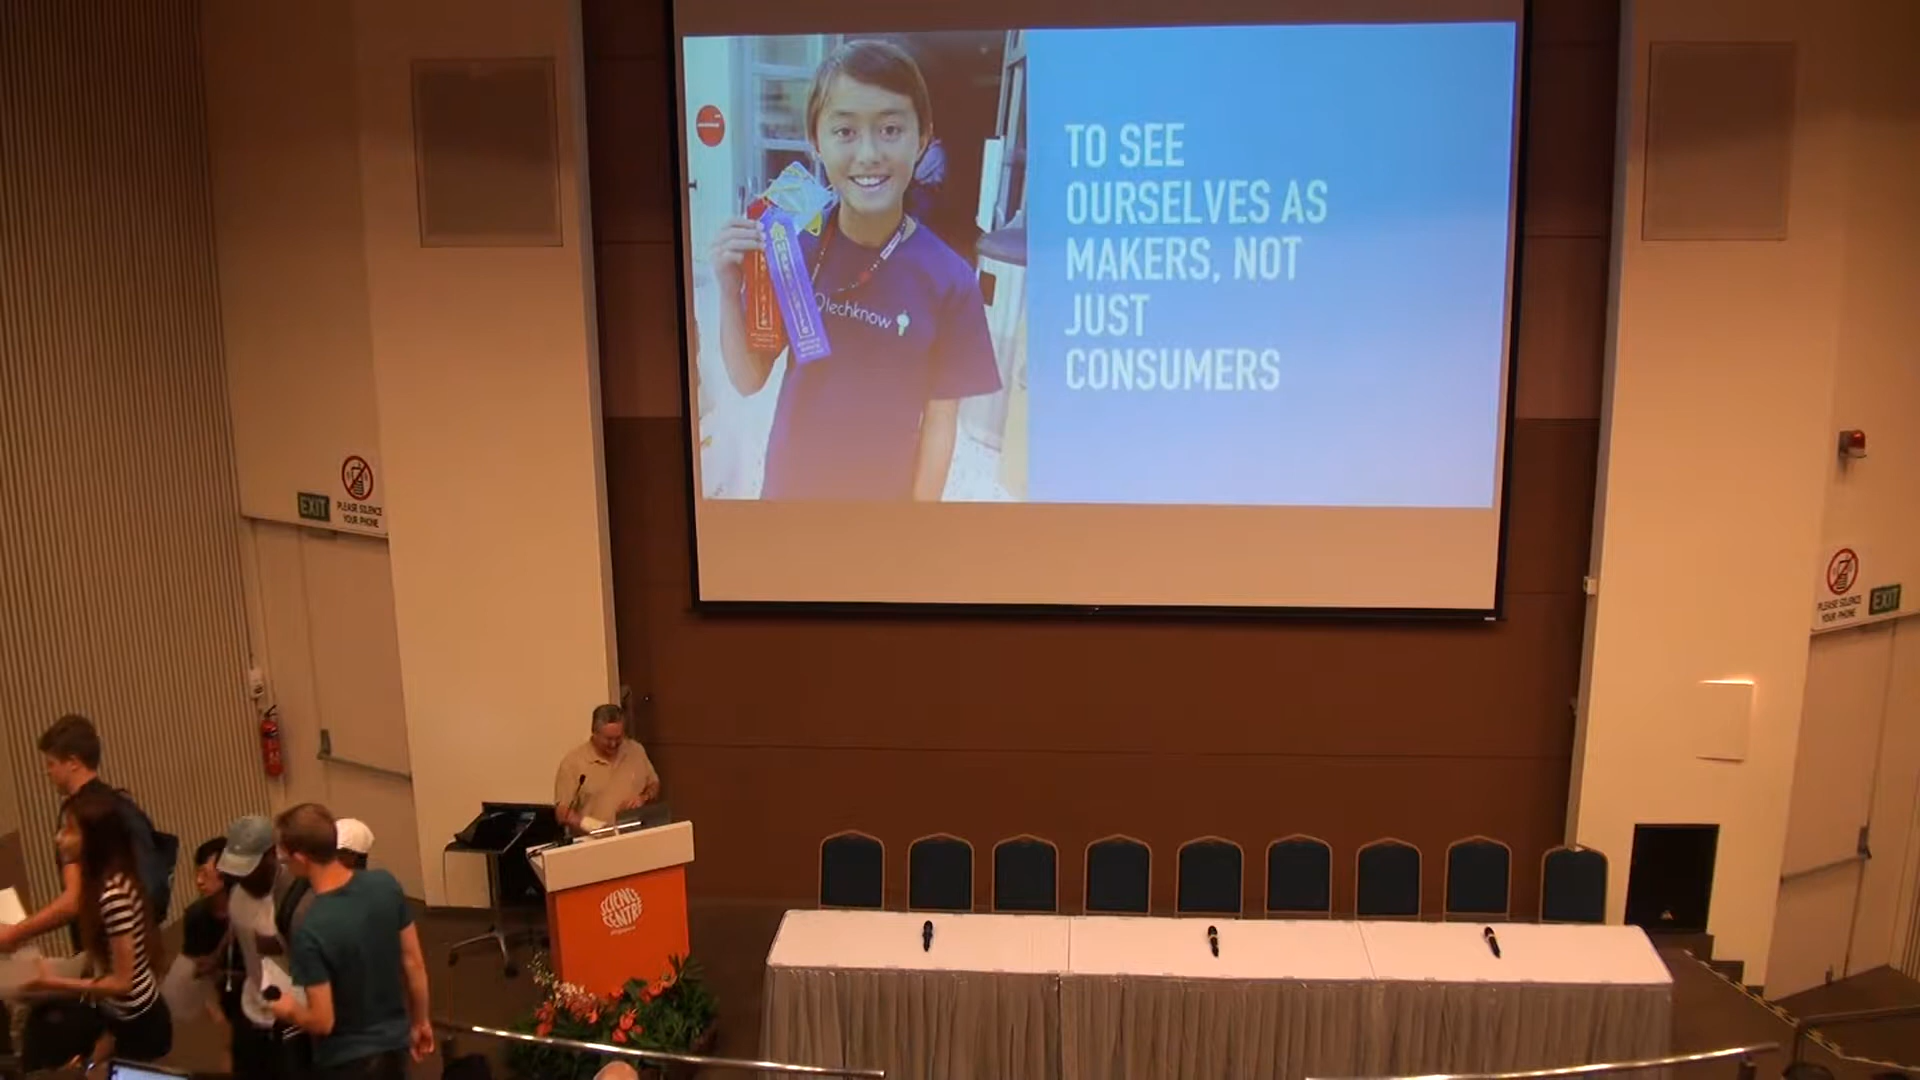 TO SEE
OURSELVES AS
MAKERS, NOT
JUST
CONSUMERS
techknow
EXIT
PLEASE SILENCE
YOUR PHONE
PLEASE SILENCE
YOUR PHONE
EXIT
SCIENCE
CENTRE